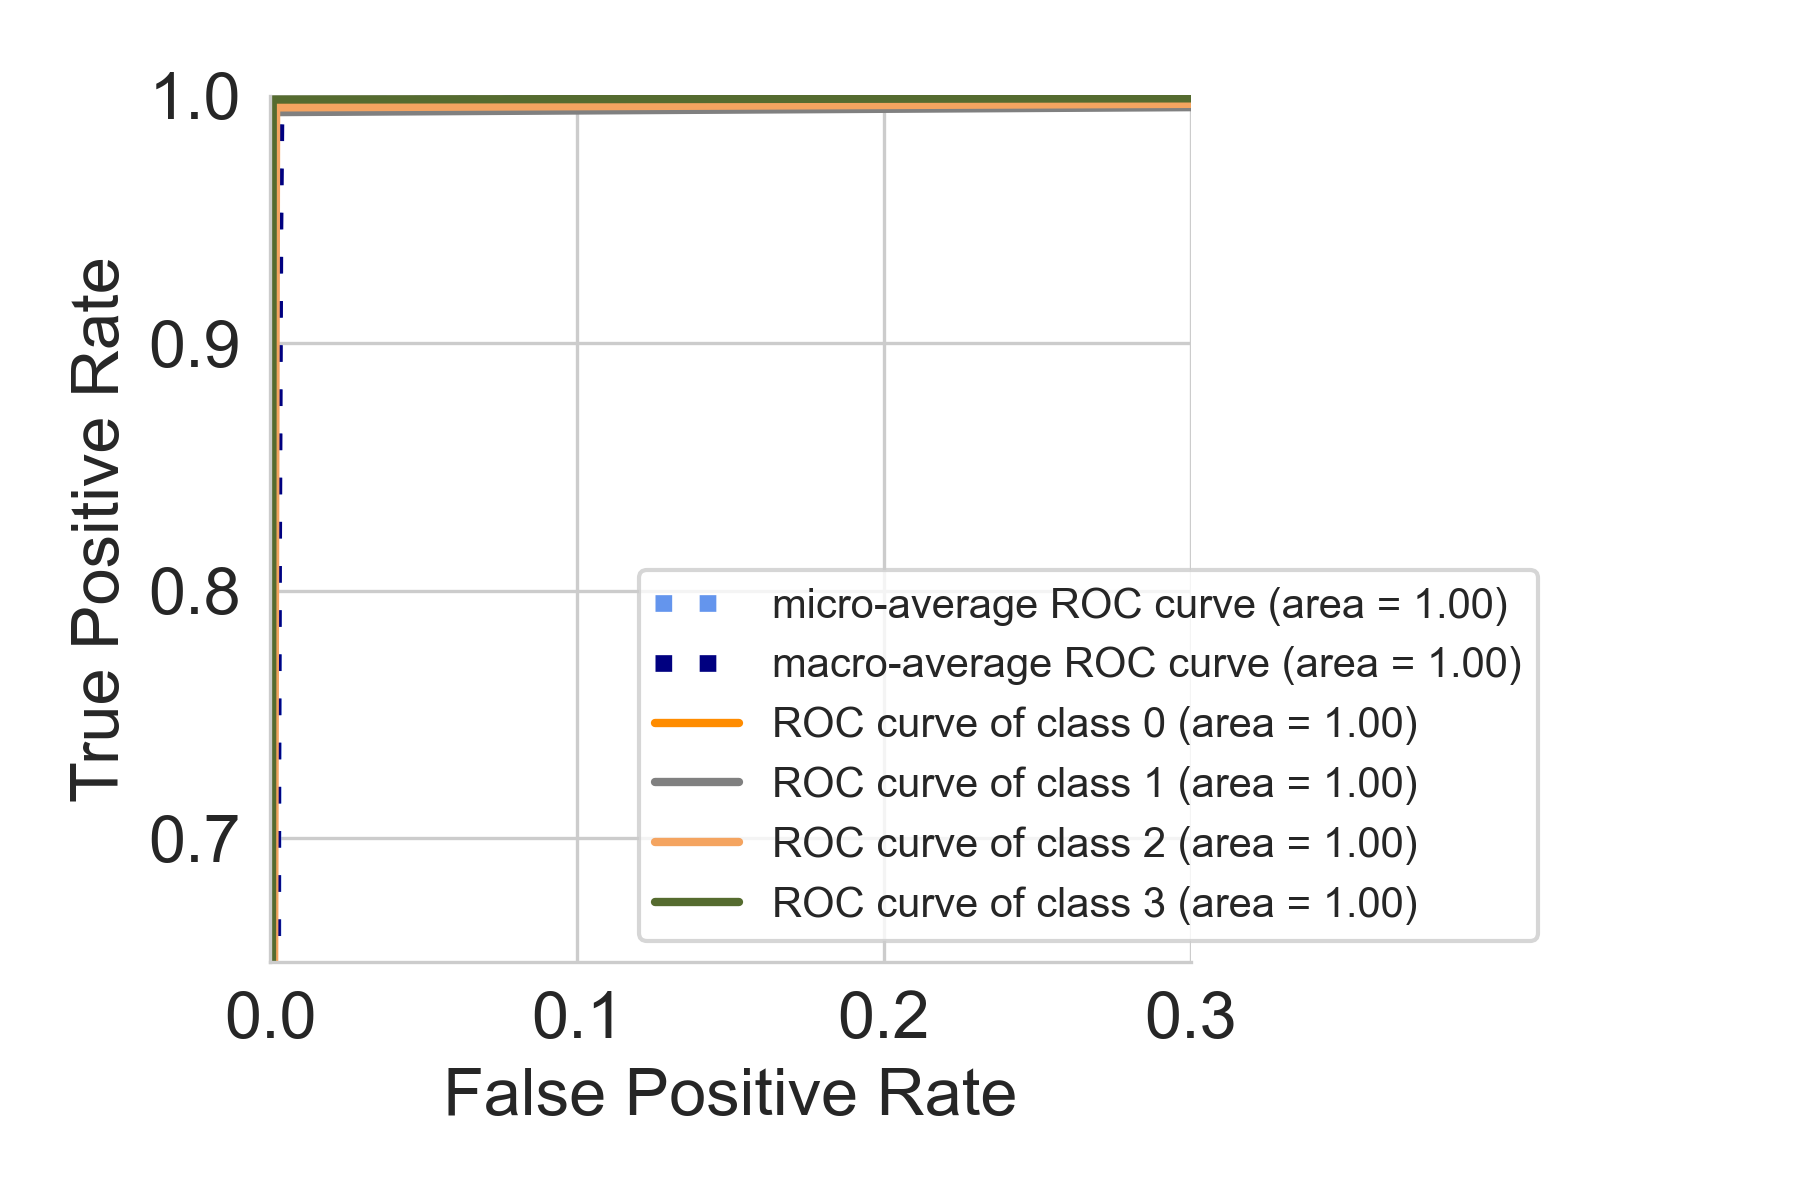 1.0
0.9
0.8
0.7
True Positive Rate
micro-average ROC curve (area = 1.00)
macro-average ROC curve (area = 1.00)
ROC curve of class 0 (area = 1.00)
ROC curve of class 1 (area = 1.00)
ROC curve of class 2 (area = 1.00)
ROC curve of class 3 (area = 1.00)
0.0 0.1 0.2 0.3
False Positive Rate